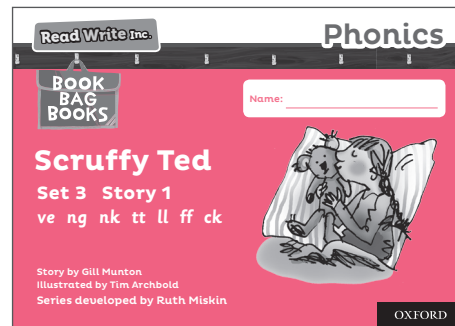 Read Write Inc.
Phonics
BOOK
BAG
BOOKS
Name:
Scruffy Ted
Set 3 Story 1
ve ng nk tt ll ff ck
Story by Gill Munton
Illustrated by Tim Archbold
Series developed by Ruth Miskin
OXFORD